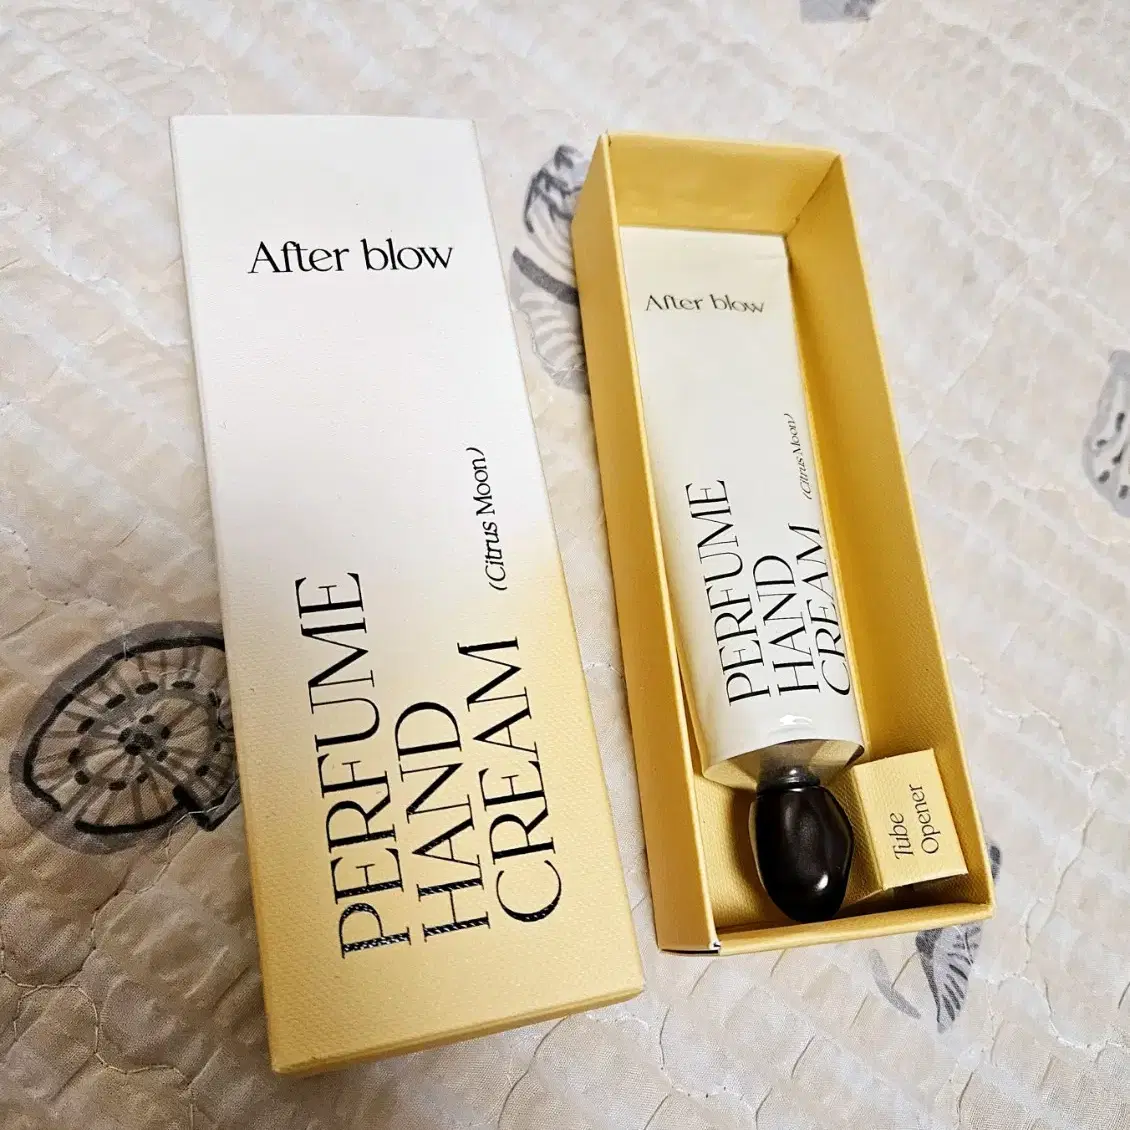 After blow
(Citrus Moon)
PERFUME
HAND
CREAM
After blow
(Citrus Moon)
PERFUME
HAND
CREAM
Tube
Opener